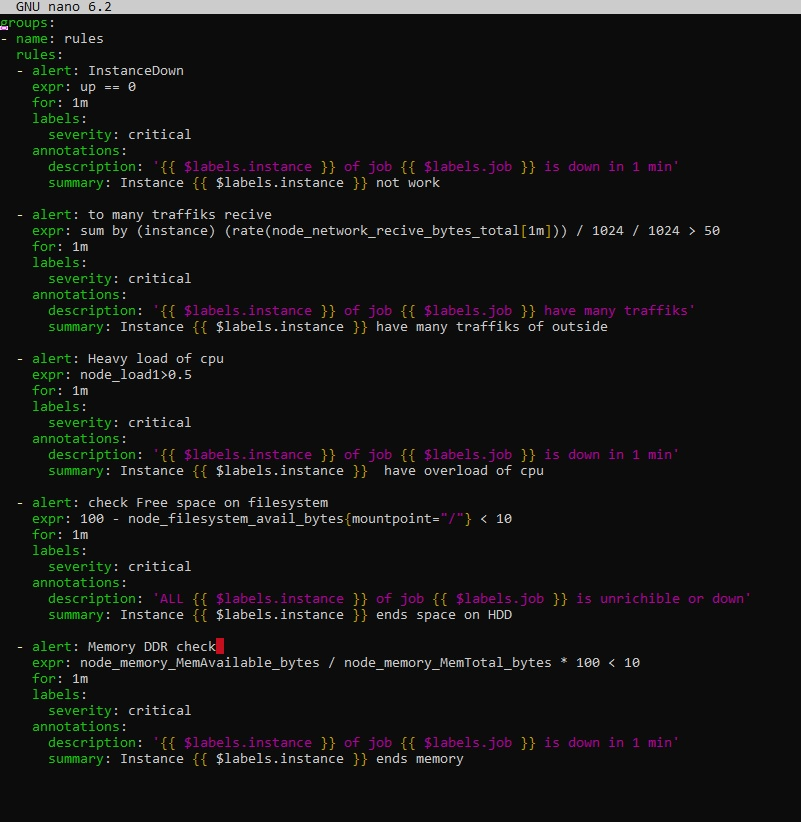 GNU nano 6.2
groups:
- name: rules
  rules:
  - alert: InstanceDown
    expr: up == 0
    for: 1m
    labels:
      severity: critical
    annotations:
      description: '{{ $labels.instance }} of job {{ $labels.job }} is down in 1 min'
      summary: Instance {{ $labels.instance }} not work

  - alert: to many traffiks recive
    expr: sum by (instance) (rate(node_network_recive_bytes_total[1m])) / 1024 / 1024 > 50
    for: 1m
    labels:
      severity: critical
    annotations:
      description: '{{ $labels.instance }} of job {{ $labels.job }} have many traffiks'
      summary: Instance {{ $labels.instance }} have many traffiks of outside

  - alert: Heavy load of cpu
    expr: node_load1>0.5
    for: 1m
    labels:
      severity: critical
    annotations:
      description: '{{ $labels.instance }} of job {{ $labels.job }} is down in 1 min'
      summary: Instance {{ $labels.instance }}  have overload of cpu

  - alert: check Free space on filesystem
    expr: 100 - node_filesystem_avail_bytes{mountpoint="/"} < 10
    for: 1m
    labels:
      severity: critical
    annotations:
      description: 'ALL {{ $labels.instance }} of job {{ $labels.job }} is unrichible or down'
      summary: Instance {{ $labels.instance }} ends space on HDD

  - alert: Memory DDR check
    expr: node_memory_MemAvailable_bytes / node_memory_MemTotal_bytes * 100 < 10
    for: 1m
    labels:
      severity: critical
    annotations:
      description: '{{ $labels.instance }} of job {{ $labels.job }} is down in 1 min'
      summary: Instance {{ $labels.instance }} ends memory